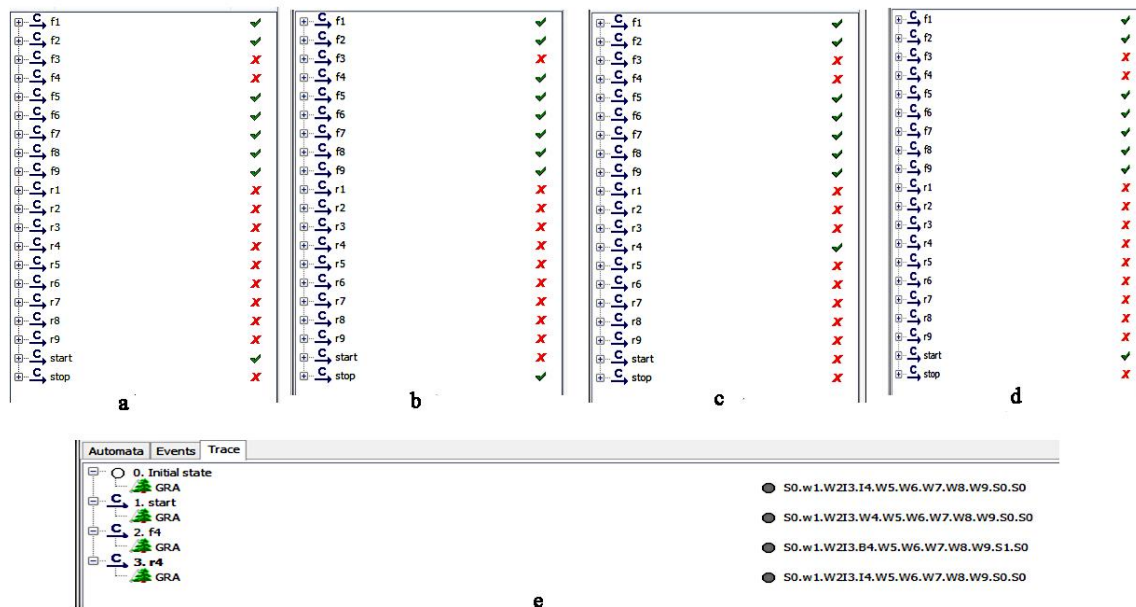 f1
f2
f3
f4
f5
f6
f7
f8
f9
r1
r2
r3
r4
r5
r6
r7
r8
r9
start
stop
a
f1
f2
f3
f4
f5
f6
f7
f8
f9
r1
r2
r3
r4
r5
r6
r7
r8
r9
start
stop
b
f1
f2
f3
f4
f5
f6
f7
f8
f9
r1
r2
r3
r4
r5
r6
r7
r8
r9
start
stop
c
f1
f2
f3
f4
f5
f6
f7
f8
f9
r1
r2
r3
r4
r5
r6
r7
r8
r9
start
stop
d
Automata Events Trace
0. Initial state
GRA S0.w1.W2I3.I4.W5.W6.W7.W8.W9.S0.S0
1. start
GRA S0.w1.W2I3.W4.W5.W6.W7.W8.W9.S0.S0
2. f4
GRA S0.w1.W2I3.B4.W5.W6.W7.W8.W9.S1.S0
3. r4
GRA S0.w1.W2I3.I4.W5.W6.W7.W8.W9.S0.S0
e